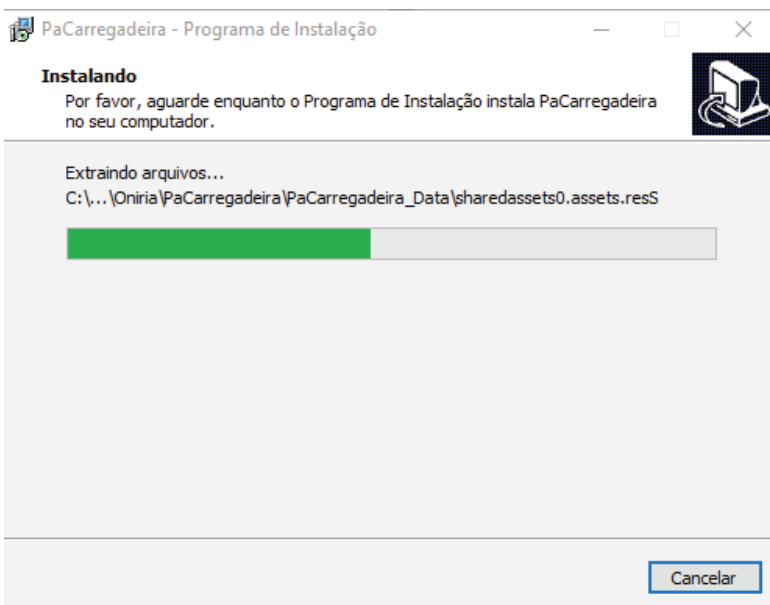 PaCarregadeira - Programa de Instalação
Instalando
Por favor, aguarde enquanto o Programa de Instalação instala PaCarregadeira
no seu computador.
Extraindo arquivos...
C:\...\Oniria\PaCarregadeira\PaCarregadeira_Data\sharedassets0.assets.resS
Cancelar